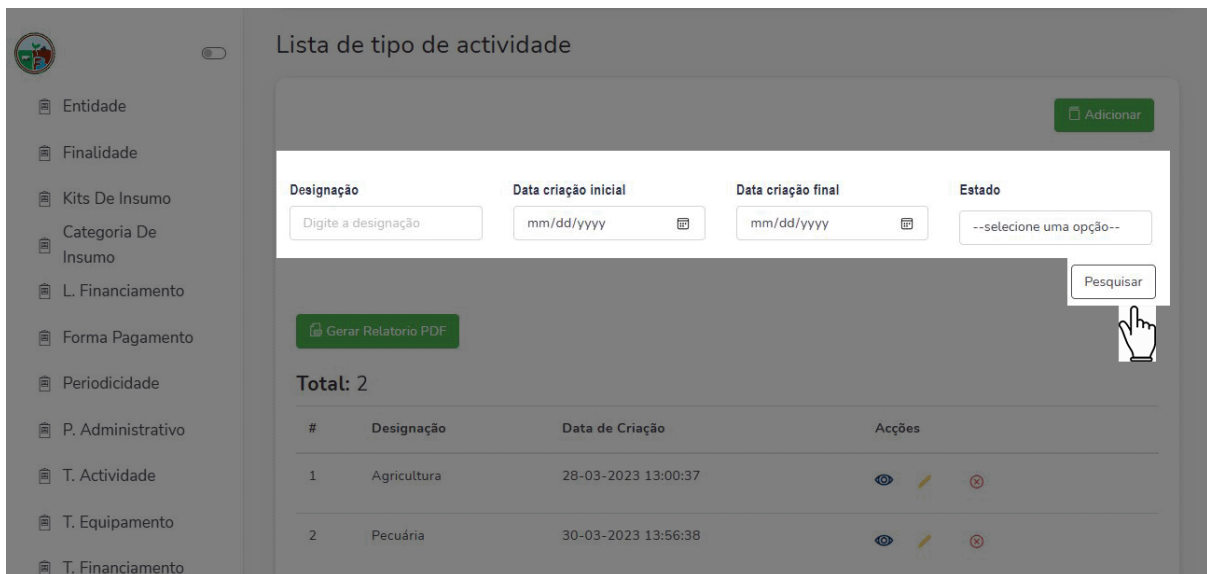 Lista de tipo de actividade
Entidade
Finalidade
Kits De Insumo
Categoria De
Insumo
L. Financiamento
Forma Pagamento
Periodicidade
P. Administrativo
T. Actividade
T. Equipamento
T. Financiamento
Adicionar
Designação Data criação inicial Data criação final Estado
Digite a designação mm/dd/yyyy mm/dd/yyyy --selecione uma opção--
Pesquisar
Gerar Relatorio PDF
Total: 2
# Designação Data de Criação Acções
1 Agricultura 28-03-2023 13:00:37
2 Pecuária 30-03-2023 13:56:38